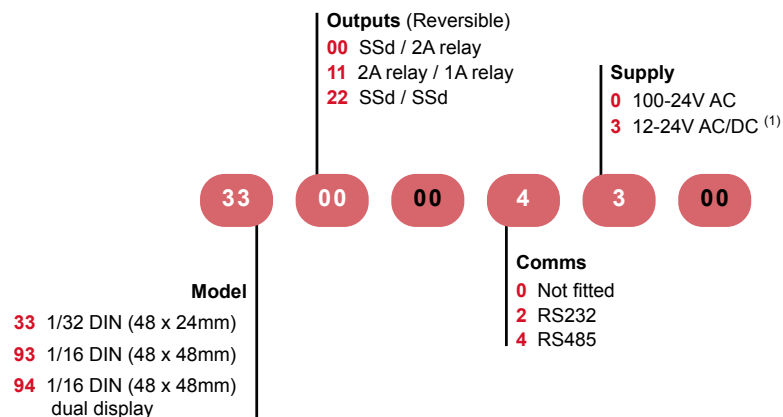 Outputs (Reversible)
00 SSd / 2A relay
11 2A relay / 1A relay
22 SSd / SSd
Supply
0 100-24V AC
3 12-24V AC/DC (1)
33 00 00 4 3 00
Model
33 1/32 DIN (48 x 24mm)
93 1/16 DIN (48 x 48mm)
94 1/16 DIN (48 x 48mm)
dual display
Comms
0 Not fitted
2 RS232
4 RS485